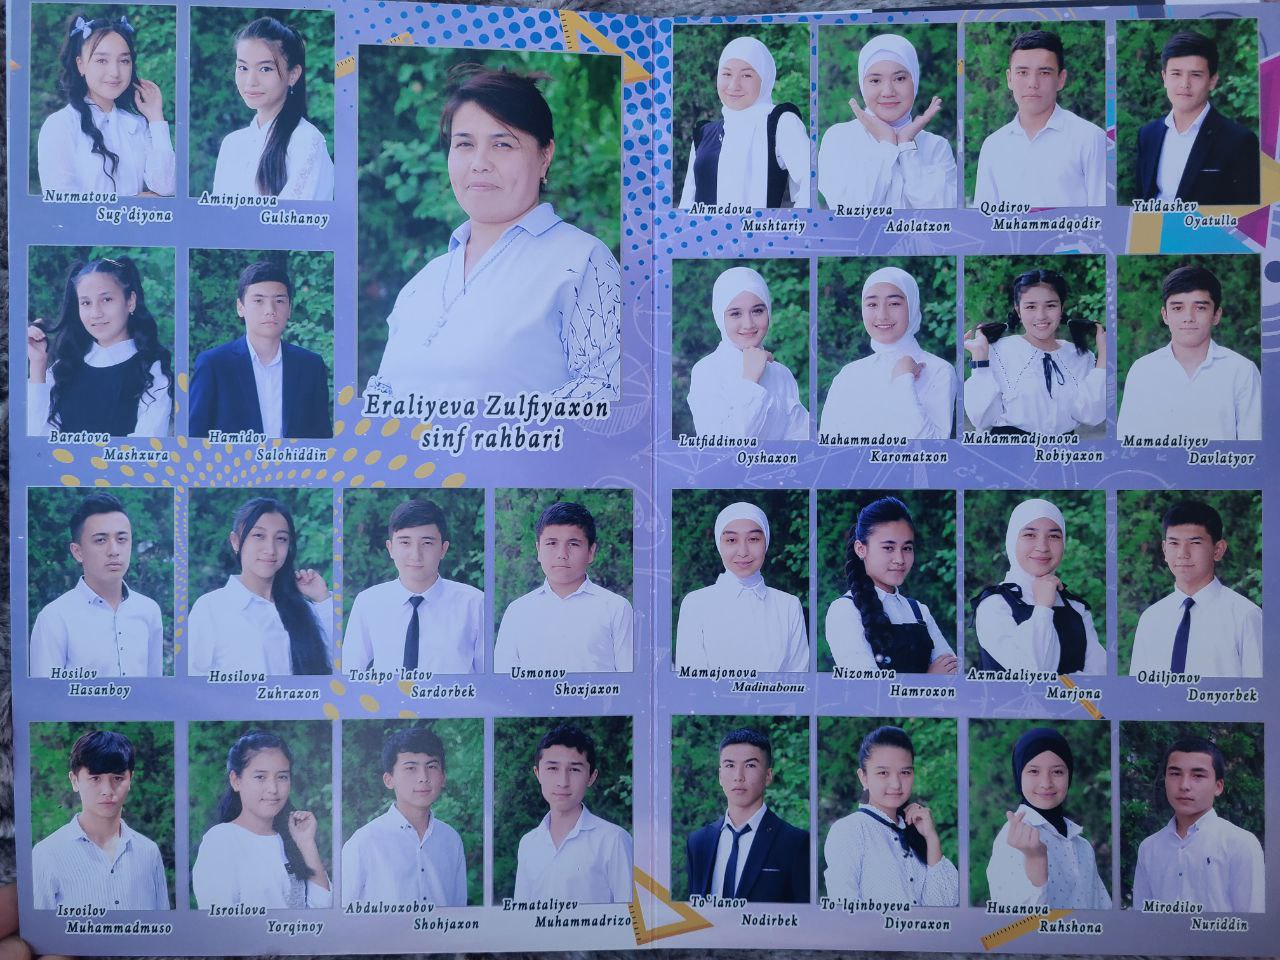 Nurmatova
Sug`diyona
Aminjonova
Gulshanoy
Baratova
Mashxura
Hamidov
Salohiddin
Eraliyeva Zulfiyaxon
sinf rahbari
Hosilov
Hasanboy
Hosilova
Zuhraxon
Toshpo`latov
Sardorbek
Usmonov
Shoxjaxon
Isroilov
Muhammadmuso
Isroilova
Yorqinoy
Abdulvoxobov
Shohjaxon
Ermataliyev
Muhammadrizo
Ahmedova
Mushtariy
Ruziyeva
Adolatxon
Qodirov
Muhammadqodir
Yuldashev
Oyatulla
Lutfiddinova
Oyshaxon
Mahammadova
Karomatxon
Mahammadjonova
Robiyaxon
Mamadaliyev
Davlatyor
Mamajonova
Madinabonu
Nizomova
Hamroxon
Axmadaliyeva
Marjona
Odiljonov
Donyorbek
To`lanov
Nodirbek
To`lqinboyeva
Diyoraxon
Husanova
Ruhshona
Mirodilov
Nuriddin